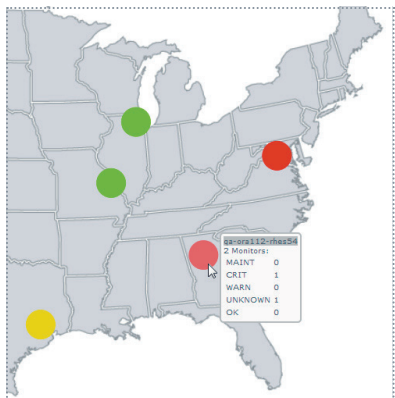 qa-ora112-rhes54
2 Monitors:
MAINT 0
CRIT 1
WARN 0
UNKNOWN 1
OK 0